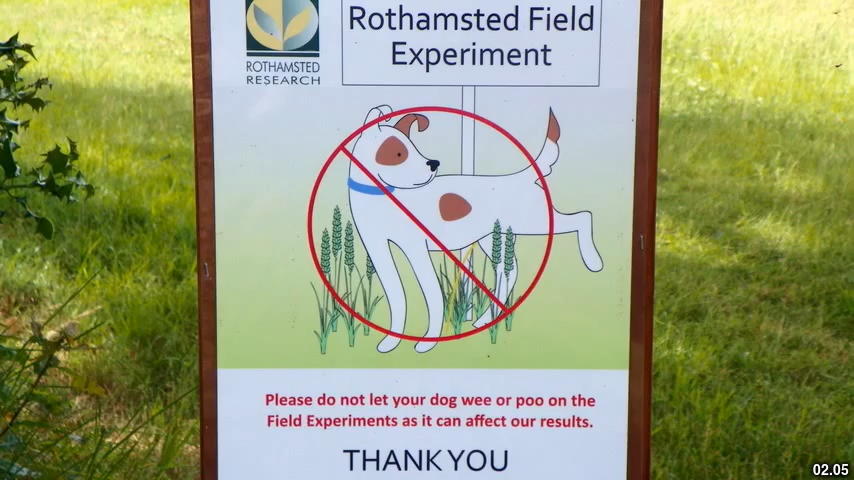 Rothamsted Field
Experiment
ROTHAMSTED
RESEARCH
Please do not let your dog wee or poo on the
Field Experiments as it can affect our results.
THANK YOU
02.05